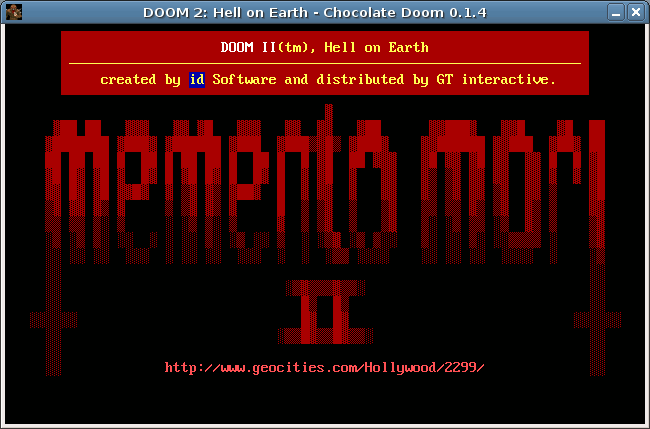 DOOM 2: Hell on Earth - Chocolate Doom 0.1.4
DOOM II(tm), Hell on Earth
created by id Software and distributed by GT interactive.
memento mori
II
http://www.geocities.com/Hollywood/2299/